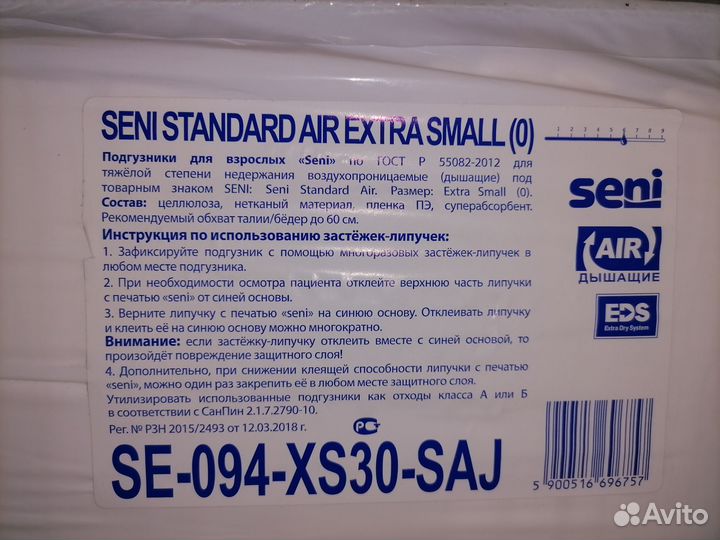 SENI STANDARD AIR EXTRA SMALL (0)
1 2 3 4 5 6 7 8 9
Подгузники для взрослых «Seni» по ГОСТ Р 55082-2012 для
тяжёлой степени недержания воздухопроницаемые (дышащие) под
товарным знаком SENI: Seni Standard Air. Размер: Extra Small (0).
Состав: целлюлоза, нетканый материал, пленка ПЭ, суперабсорбент.
Рекомендуемый обхват талии/бёдер до 60 см.
seni
Инструкция по использованию застёжек-липучек:
1. Зафиксируйте подгузник с помощью многоразовых застёжек-липучек в
любом месте подгузника.
AIR
ДЫШАЩИЕ
2. При необходимости осмотра пациента отклейте верхнюю часть липучки
с печатью «seni» от синей основы.
3. Верните липучку с печатью «seni» на синюю основу. Отклеивать липучку
и клеить её на синюю основу можно многократно.
EDS
Extra Dry System
Внимание: если застёжку-липучку отклеить вместе с синей основой, то
произойдёт повреждение защитного слоя!
4. Дополнительно, при снижении клеящей способности липучки с печатью
«seni», можно один раз закрепить её в любом месте защитного слоя.
Утилизировать использованные подгузники как отходы класса А или Б
в соответствии с СанПин 2.1.7.2790-10.
Рег. № РЗН 2015/2493 от 12.03.2018 г.
SE-094-XS30-SAJ
5 900516 696757
Avito